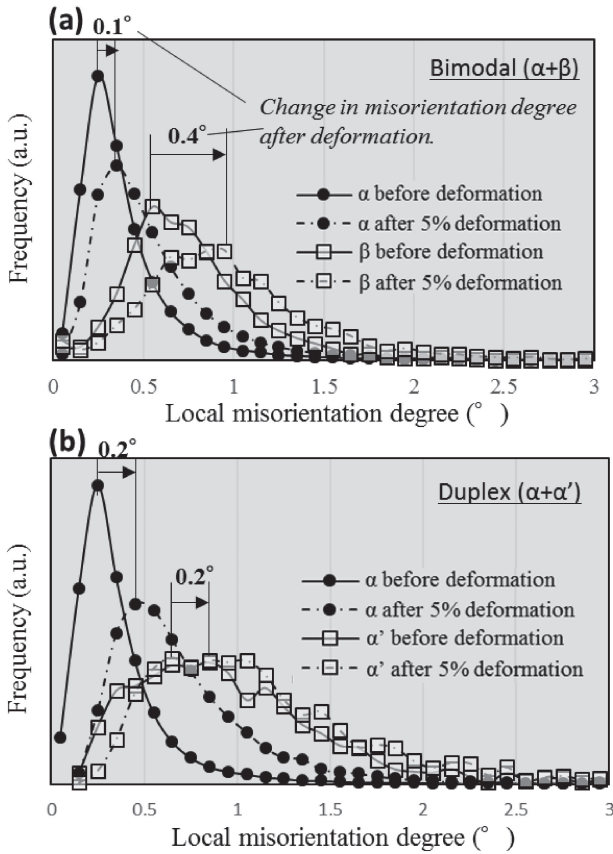 (a)
0.1°
Bimodal (α+β)
Change in misorientation degree
after deformation.
0.4°
α before deformation
α after 5% deformation
β before deformation
β after 5% deformation
Frequency (a.u.)
0 0.5 1 1.5 2 2.5 3
Local misorientation degree (° )
(b)
0.2°
Duplex (α+α’)
0.2°
α before deformation
α after 5% deformation
α’ before deformation
α’ after 5% deformation
Frequency (a.u.)
0 0.5 1 1.5 2 2.5 3
Local misorientation degree (° )